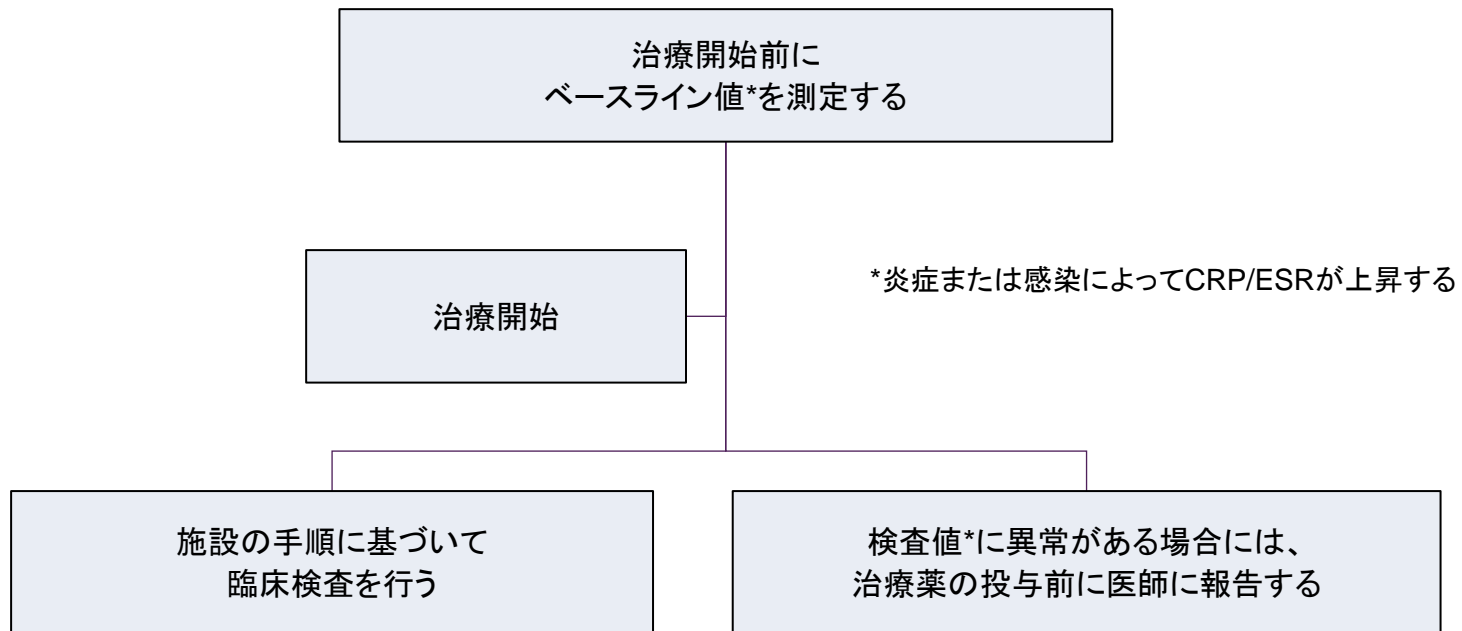 治療開始前に
ベースライン値*を測定する
治療開始
*炎症または感染によってCRP/ESRが上昇する
施設の手順に基づいて
臨床検査を行う
検査値*に異常がある場合には、
治療薬の投与前に医師に報告する